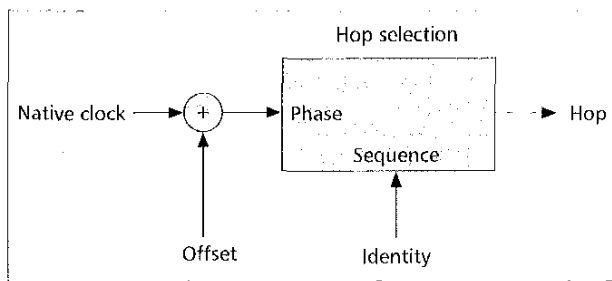 Hop selection
Native clock
+
Phase
Hop
Sequence
Offset
Identity